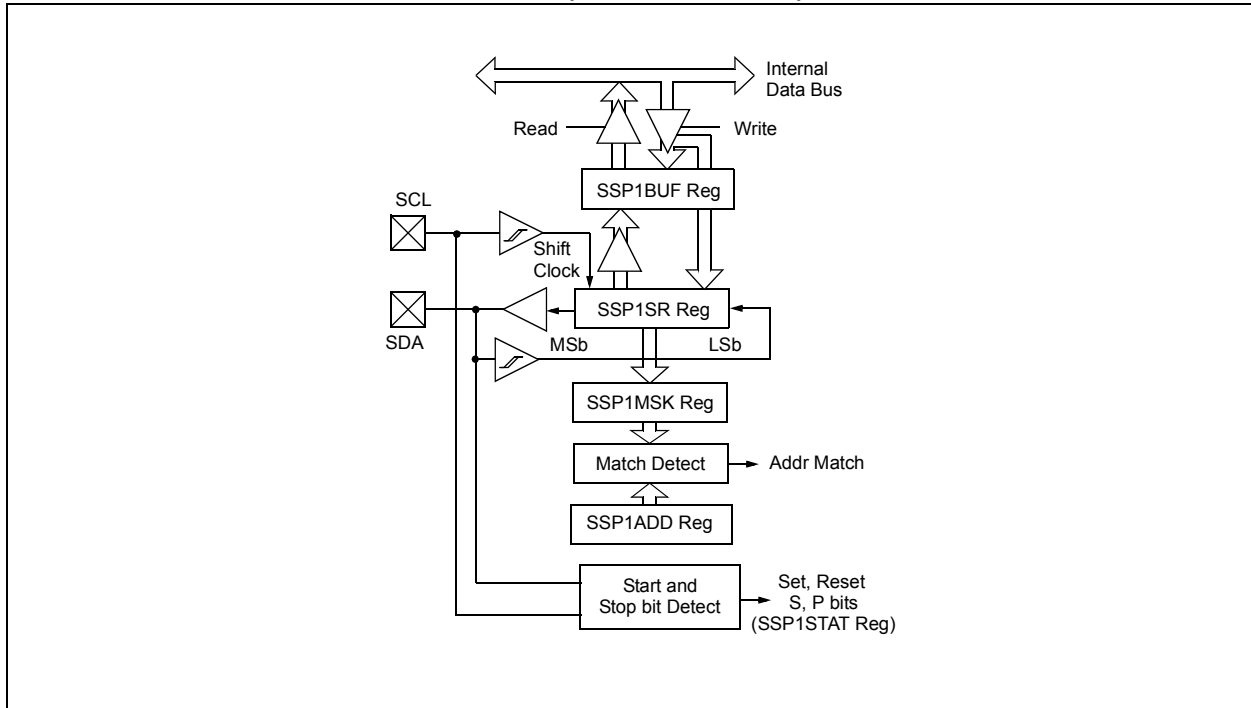 Internal
Data Bus
Read
Write
SSP1BUF Reg
SCL
Shift
Clock
SSP1SR Reg
SDA
MSb
LSb
SSP1MSK Reg
Match Detect
Addr Match
SSP1ADD Reg
Start and
Stop bit Detect
Set, Reset
S, P bits
(SSP1STAT Reg)